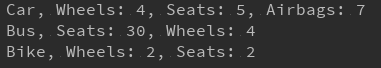 Car, Wheels: 4, Seats: 5, Airbags: 7
Bus, Seats: 30, Wheels: 4
Bike, Wheels: 2, Seats: 2